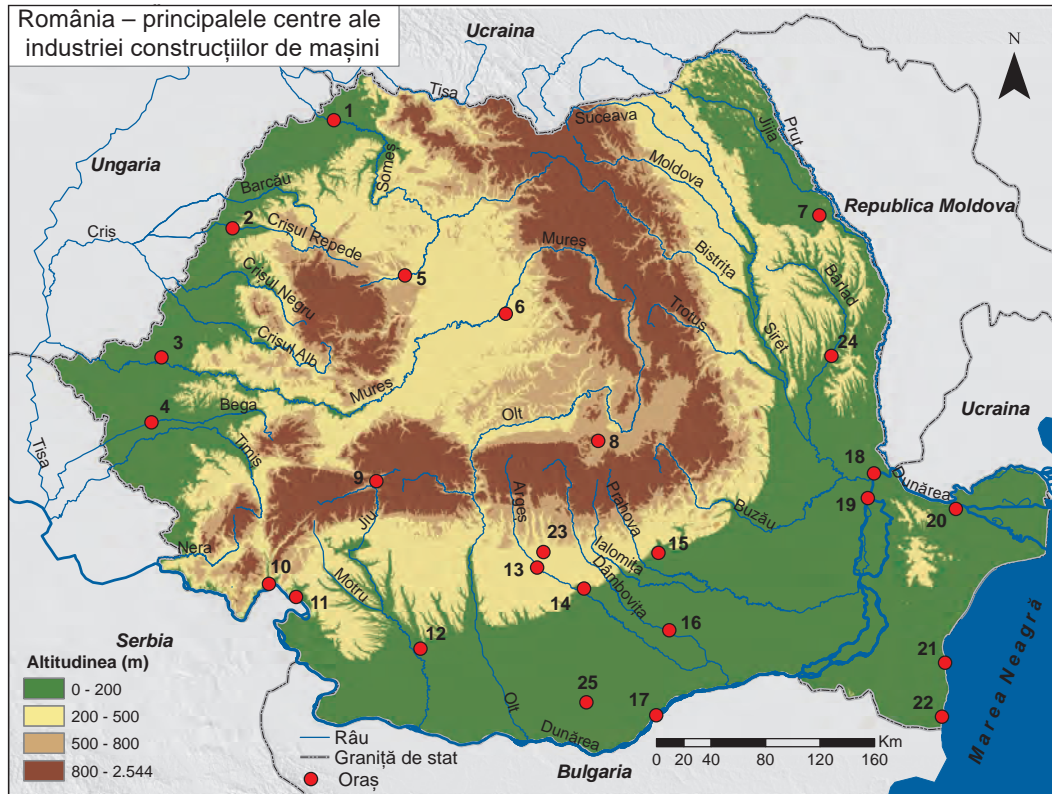 România – principalele centre ale
industriei construcțiilor de mașini
Ucraina
N
Tisa
1
Suceava
Jijia
Prut
Ungaria
Someș
Moldova
Barcău
7
Republica Moldova
2
Cris
Crisul Repede
Mureș
Bistrița
5
Crisul Negru
Bârlad
6
Trotuș
Siret
3
Crisul Alb
24
Mureș
Bega
Olt
Ucraina
4
8
Tisa
Timiș
18
9
Dunărea
Argeș
Prahova
19
Jiu
Buzău
20
Nera
23
15
Ialomița
10
13
Dâmbovița
Motru
11
14
16
Serbia
12
21
Altitudinea (m)
0 - 200
25
17
22
200 - 500
Olt
Marea Neagră
500 - 800
Râu
Dunărea
Km
800 - 2.544
Graniță de stat
0 20 40 80 120 160
Oraș
Bulgaria